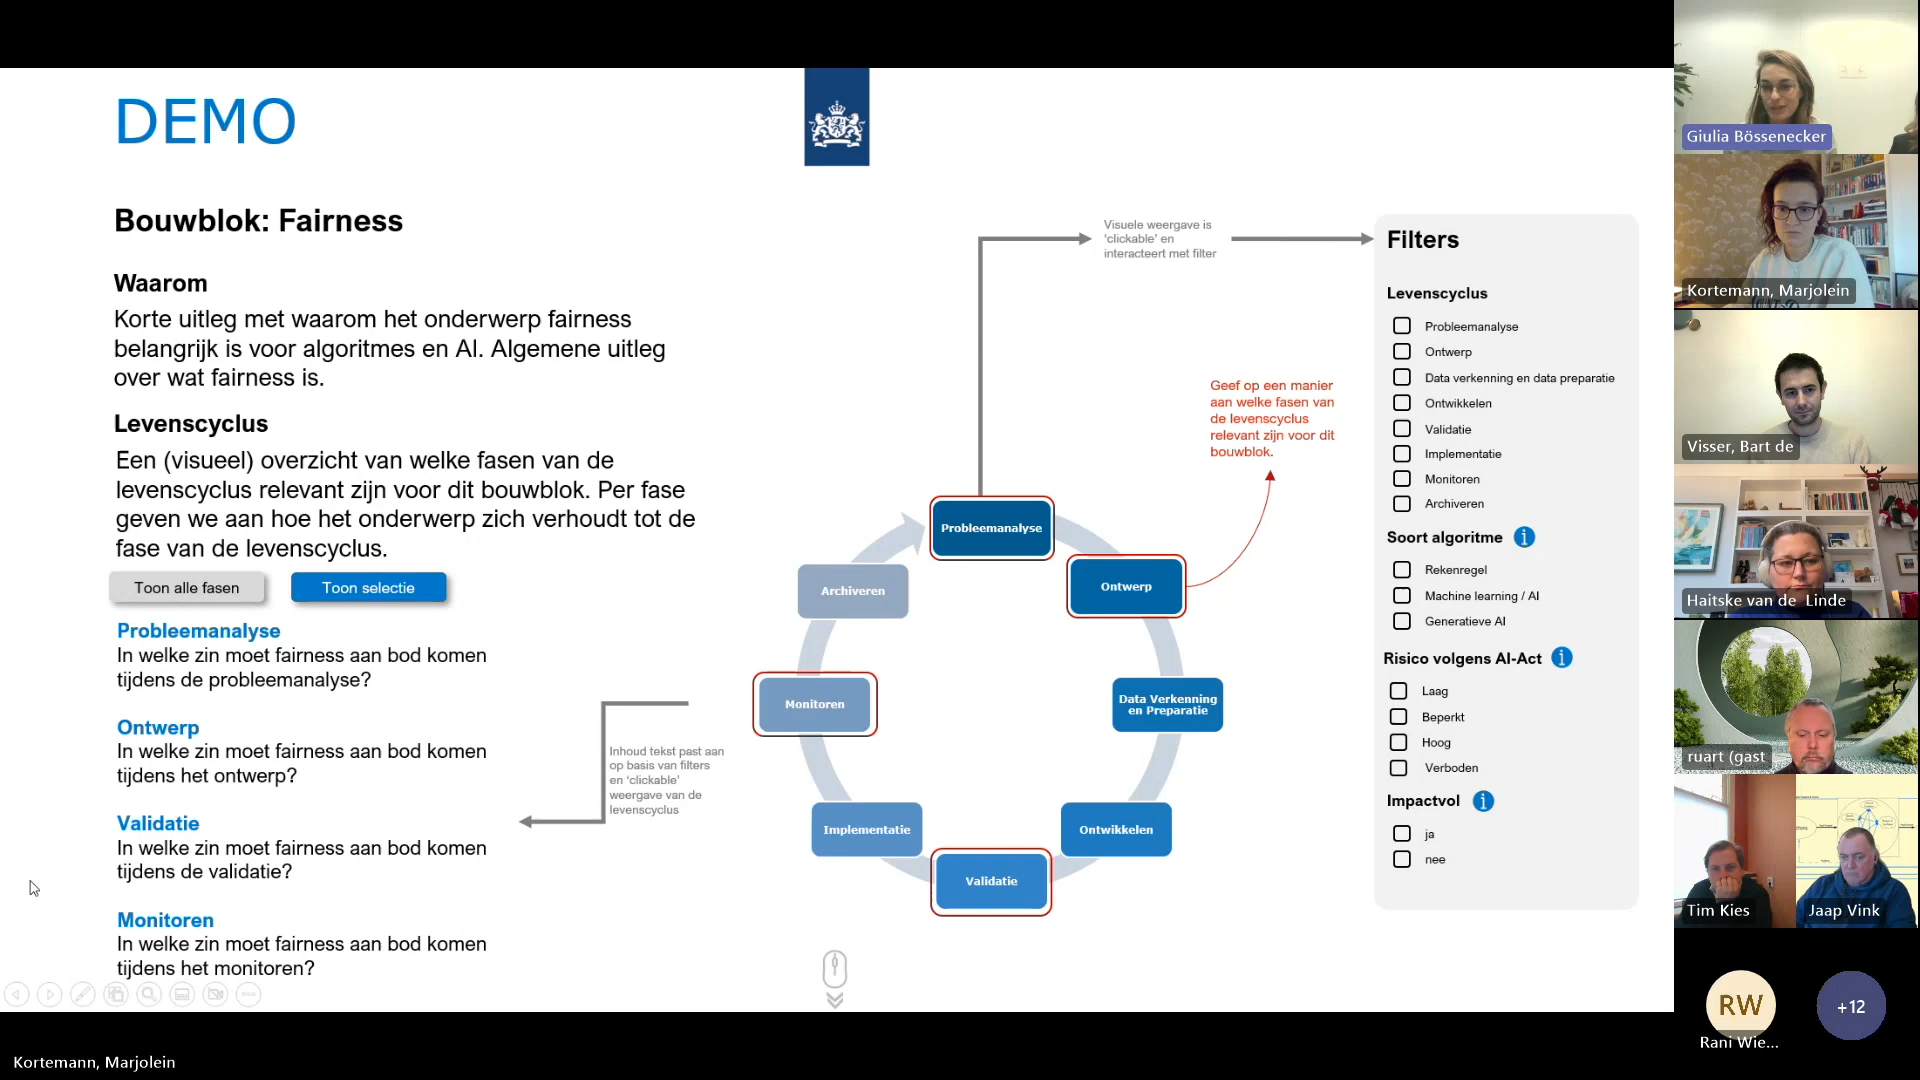 DEMO
Bouwblok: Fairness
Waarom
Korte uitleg met waarom het onderwerp fairness
belangrijk is voor algoritmes en AI. Algemene uitleg
over wat fairness is.
Levenscyclus
Een (visueel) overzicht van welke fasen van de
levenscyclus relevant zijn voor dit bouwblok. Per fase
geven we aan hoe het onderwerp zich verhoudt tot de
fase van de levenscyclus.
Toon alle fasen
Toon selectie
Probleemanalyse
In welke zin moet fairness aan bod komen
tijdens de probleemanalyse?
Ontwerp
In welke zin moet fairness aan bod komen
tijdens het ontwerp?
Validatie
In welke zin moet fairness aan bod komen
tijdens de validatie?
Monitoren
In welke zin moet fairness aan bod komen
tijdens het monitoren?
Inhoud tekst past aan
op basis van filters
en ‘clickable’
weergave van de
levenscyclus
Visuele weergave is
‘clickable’ en
interacteert met filter
Geef op een manier
aan welke fasen van
de levenscyclus
relevant zijn voor dit
bouwblok.
Probleemanalyse
Ontwerp
Data Verkenning
en Preparatie
Ontwikkelen
Validatie
Implementatie
Monitoren
Archiveren
Filters
Levenscyclus
Probleemanalyse
Ontwerp
Data verkenning en data preparatie
Ontwikkelen
Validatie
Implementatie
Monitoren
Archiveren
Soort algoritme i
Rekenregel
Machine learning / AI
Generatieve AI
Risico volgens AI-Act i
Laag
Beperkt
Hoog
Verboden
Impactvol i
ja
nee
Giulia Bössenecker
Kortemann, Marjolein
Visser, Bart de
Haitske van de Linde
ruart (gast
Tim Kies
Jaap Vink
RW
Rani Wie...
+12
Kortemann, Marjolein